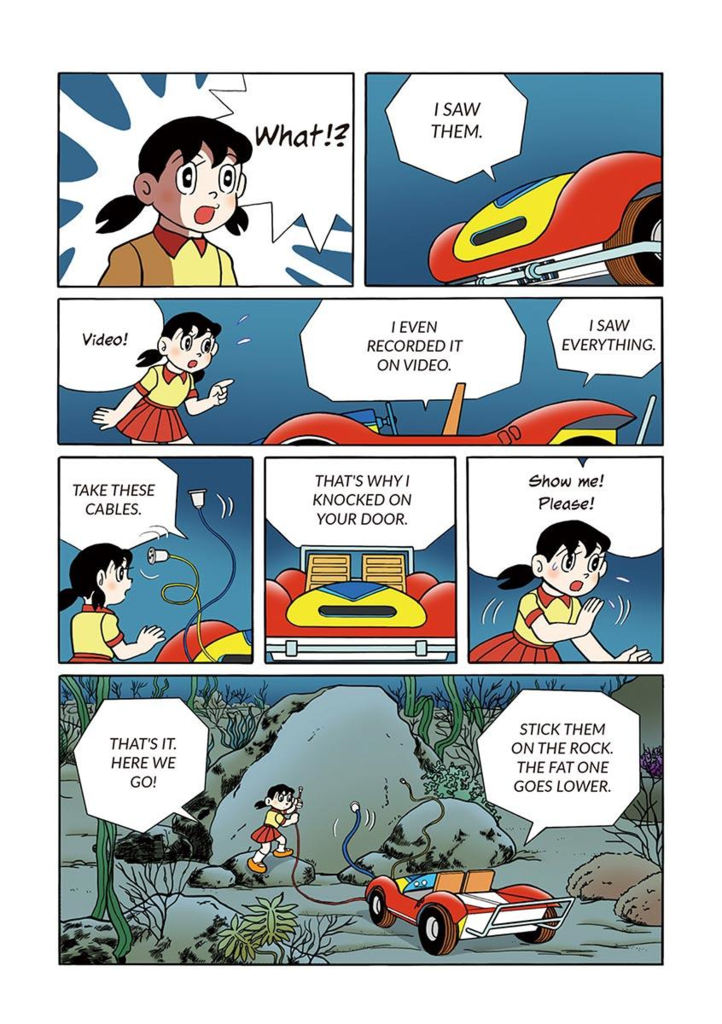 I SAW
THEM.
What!?
I SAW
EVERYTHING.
I EVEN
RECORDED IT
ON VIDEO.
Video!
Show me!
Please!
THAT'S WHY I
KNOCKED ON
YOUR DOOR.
TAKE THESE
CABLES.
STICK THEM
ON THE ROCK.
THE FAT ONE
GOES LOWER.
THAT'S IT.
HERE WE
GO!